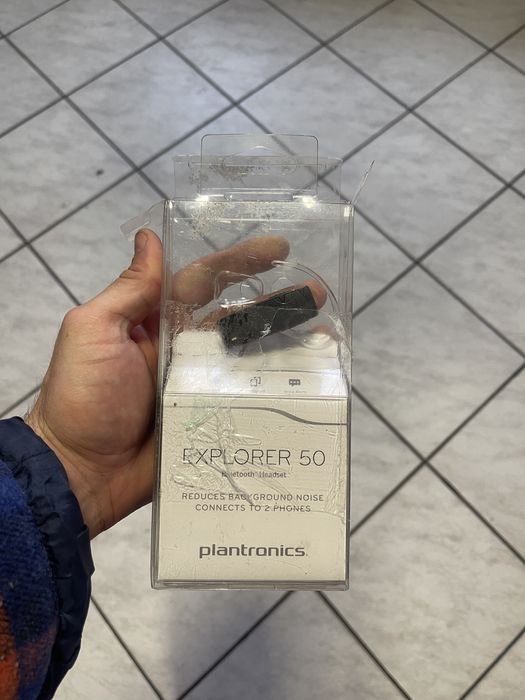 EXPLORER 50
Bluetooth® Headset
REDUCES BACKGROUND NOISE
CONNECTS TO 2 PHONES
plantronics.